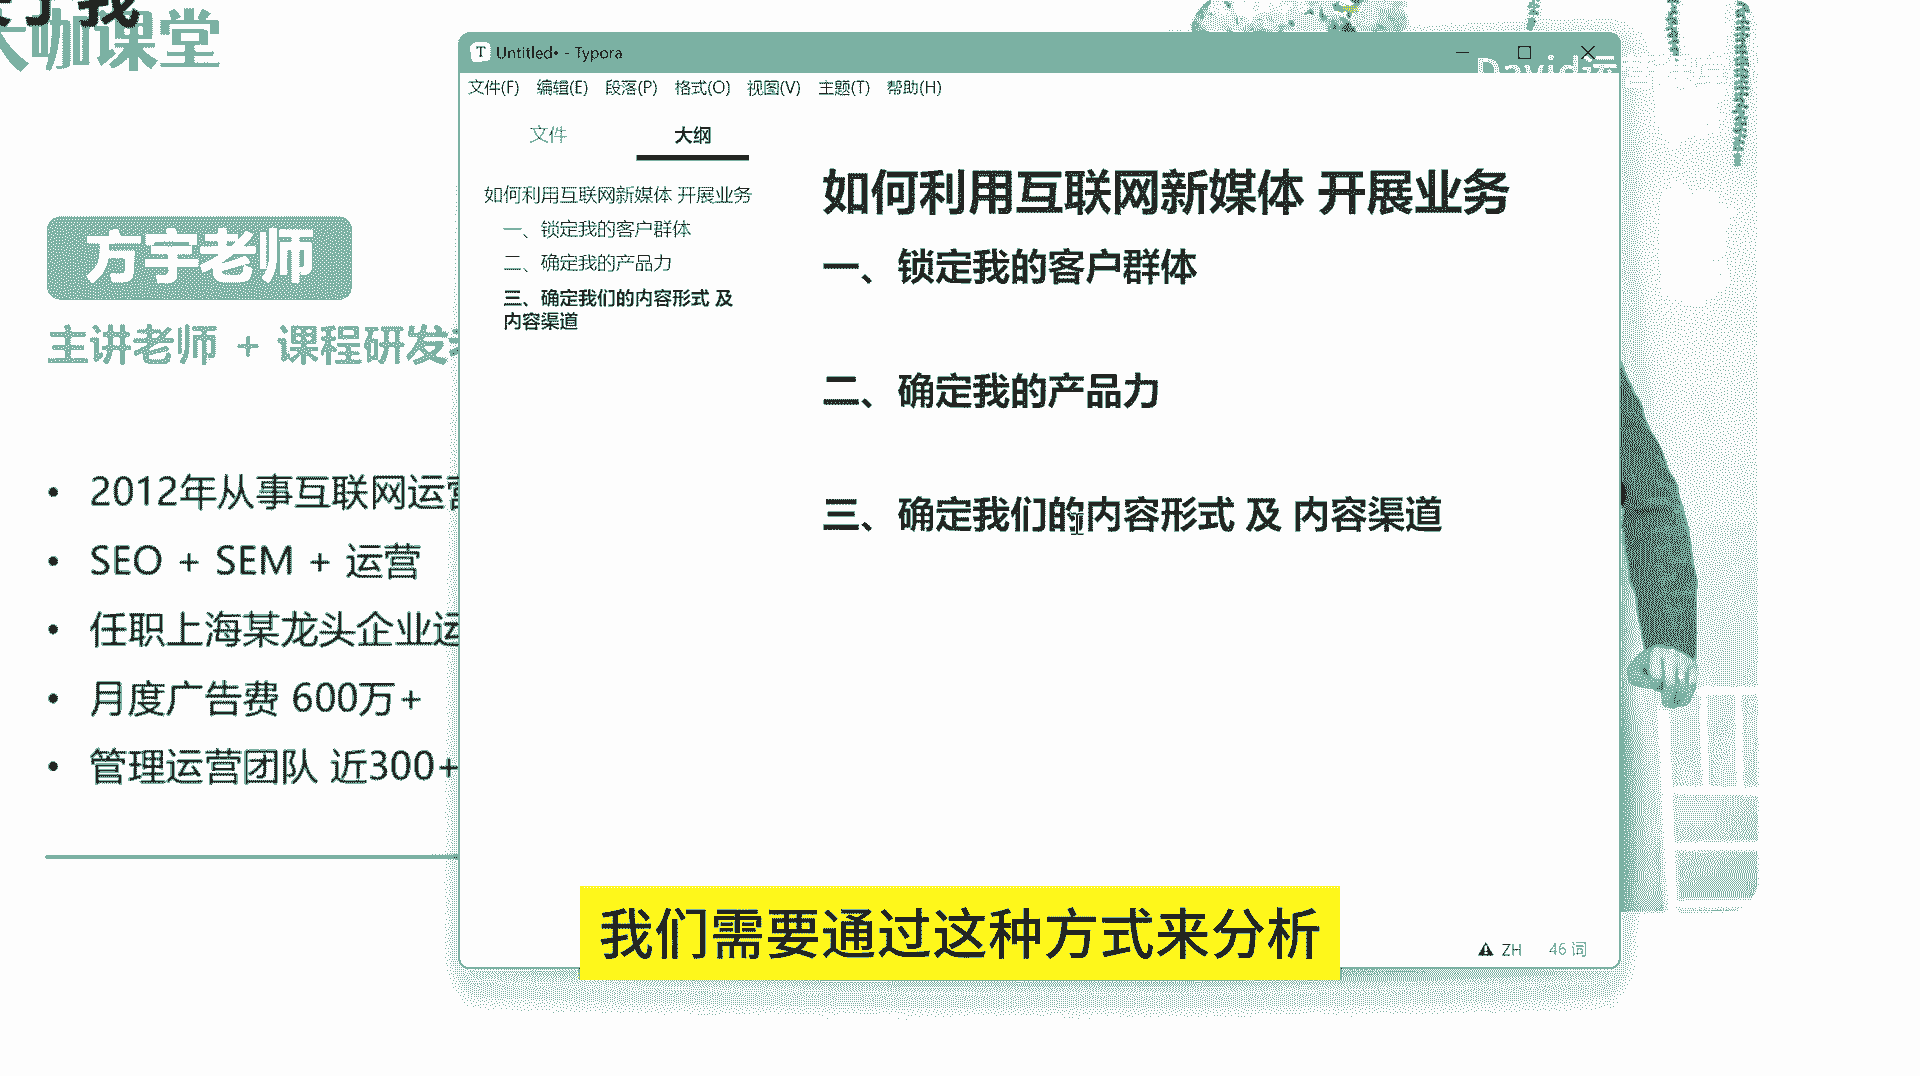 大咖课堂
方宇老师
主讲老师 + 课程研发
• 2012年从事互联网运营
• SEO + SEM + 运营
• 任职上海某龙头企业运
• 月度广告费 600万+
• 管理运营团队 近300+
Untitled• - Typora
David运
文件(F) 编辑(E) 段落(P) 格式(O) 视图(V) 主题(T) 帮助(H)
文件 大纲
如何利用互联网新媒体 开展业务
一、锁定我的客户群体
二、确定我的产品力
三、确定我们的内容形式 及
内容渠道
如何利用互联网新媒体 开展业务
一、锁定我的客户群体
二、确定我的产品力
三、确定我们的内容形式 及 内容渠道
ZH 46 词
我们需要通过这种方式来分析